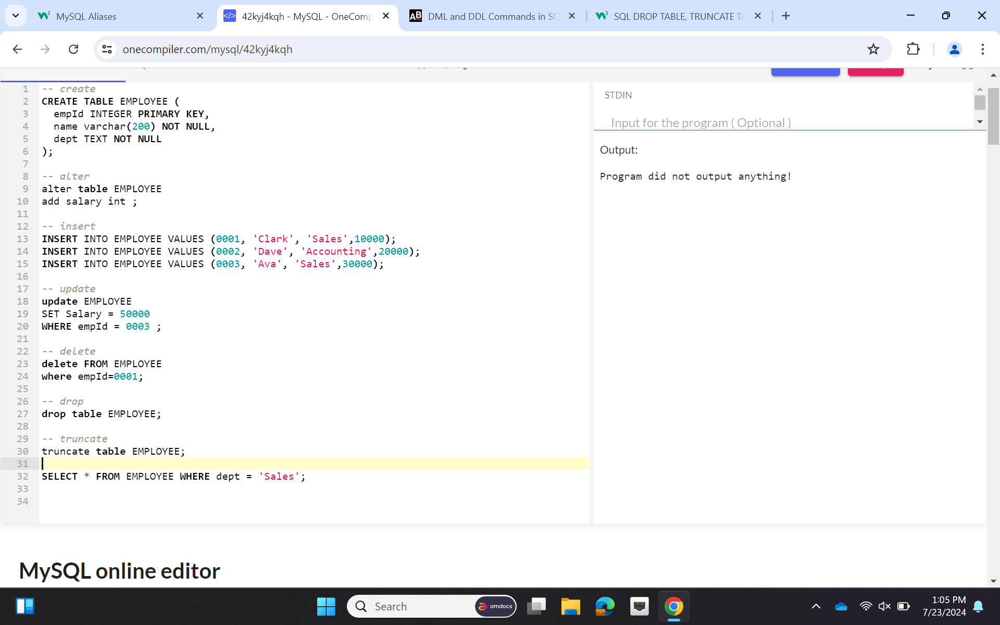 MySQL Aliases
42kyj4kqh - MySQL - OneComp
AB DML and DDL Commands in SC
SQL DROP TABLE, TRUNCATE TA
onecompiler.com/mysql/42kyj4kqh
1 -- create
2 CREATE TABLE EMPLOYEE (
3 empId INTEGER PRIMARY KEY,
4 name varchar(200) NOT NULL,
5 dept TEXT NOT NULL
6 );
7
8 -- alter
9 alter table EMPLOYEE
10 add salary int ;
11
12 -- insert
13 INSERT INTO EMPLOYEE VALUES (0001, 'Clark', 'Sales',10000);
14 INSERT INTO EMPLOYEE VALUES (0002, 'Dave', 'Accounting',20000);
15 INSERT INTO EMPLOYEE VALUES (0003, 'Ava', 'Sales',30000);
16
17 -- update
18 update EMPLOYEE
19 SET Salary = 50000
20 WHERE empId = 0003 ;
21
22 -- delete
23 delete FROM EMPLOYEE
24 where empId=0001;
25
26 -- drop
27 drop table EMPLOYEE;
28
29 -- truncate
30 truncate table EMPLOYEE;
31
32 SELECT * FROM EMPLOYEE WHERE dept = 'Sales';
33
34
STDIN
Input for the program ( Optional )
Output:
Program did not output anything!
MySQL online editor
Search
amdocs
1:05 PM
7/23/2024